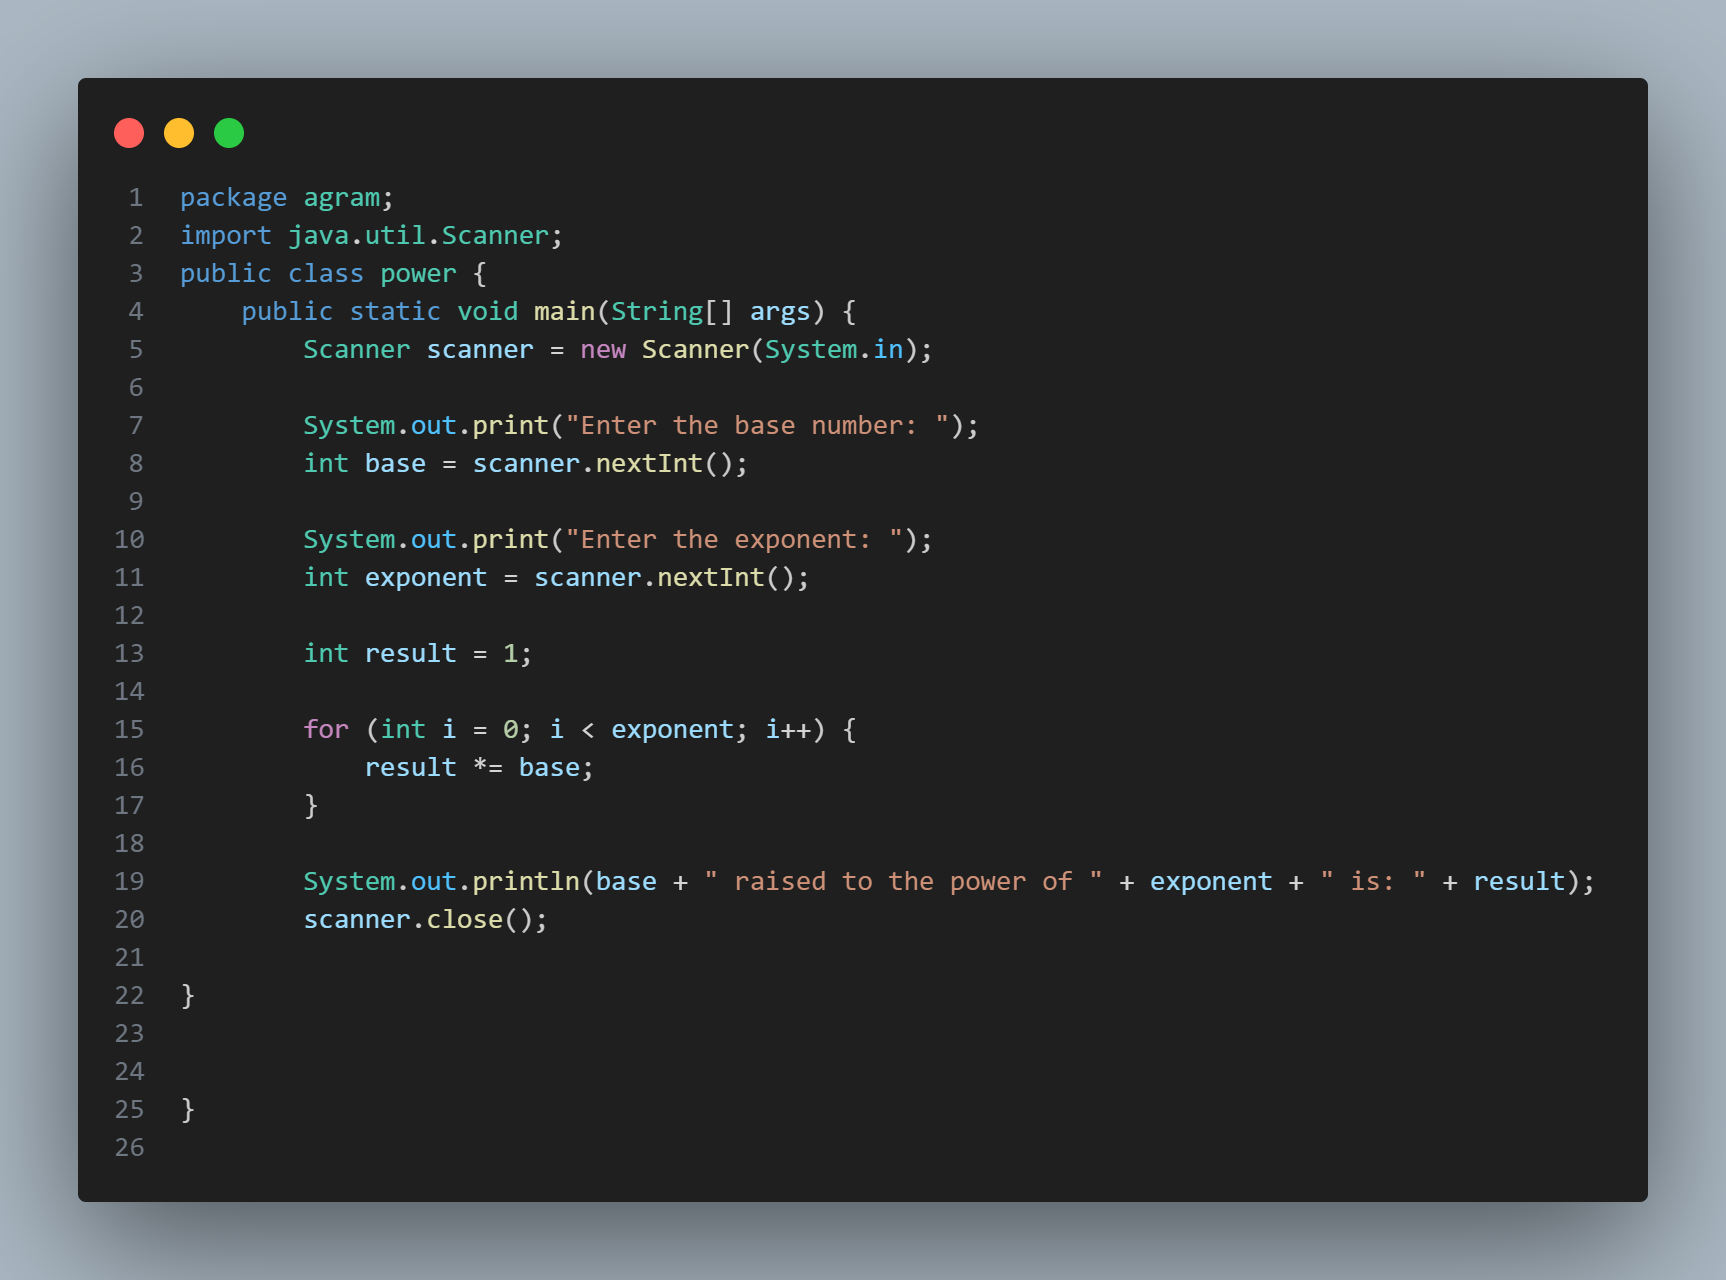 1 package agram;
2 import java.util.Scanner;
3 public class power {
4     public static void main(String[] args) {
5         Scanner scanner = new Scanner(System.in);
6
7         System.out.print("Enter the base number: ");
8         int base = scanner.nextInt();
9
10         System.out.print("Enter the exponent: ");
11         int exponent = scanner.nextInt();
12
13         int result = 1;
14
15         for (int i = 0; i < exponent; i++) {
16             result *= base;
17         }
18
19         System.out.println(base + " raised to the power of " + exponent + " is: " + result);
20         scanner.close();
21
22 }
23
24
25 }
26